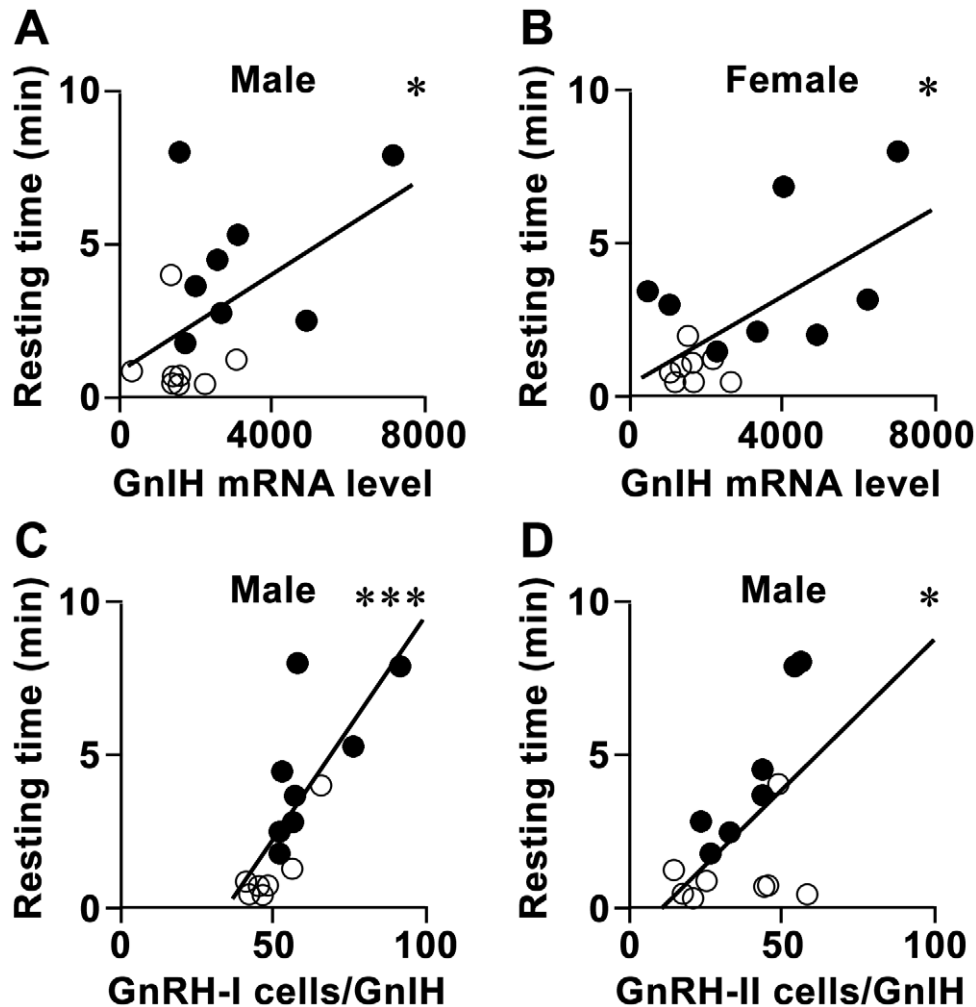 A
Male
*
10
5
0
Resting time (min)
0
4000
8000
GnIH mRNA level
B
Female
*
10
5
0
Resting time (min)
0
4000
8000
GnIH mRNA level
C
Male
***
10
5
0
Resting time (min)
0
50
100
GnRH-I cells/GnIH
D
Male
*
10
5
0
Resting time (min)
0
50
100
GnRH-II cells/GnIH